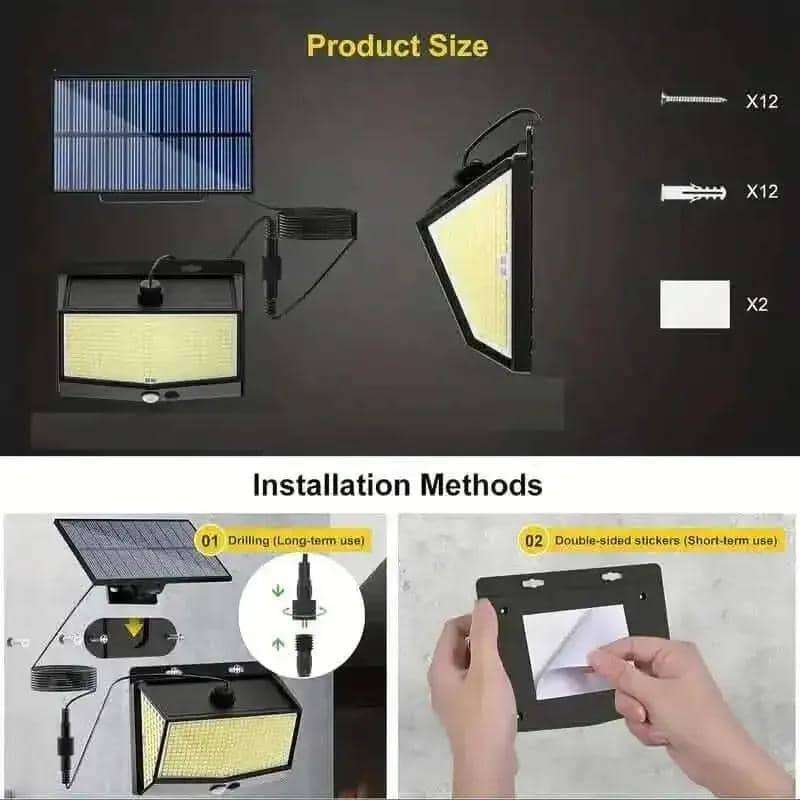 Product Size
X12
X12
X2
Installation Methods
01 Drilling (Long-term use)
02 Double-sided stickers (Short-term use)